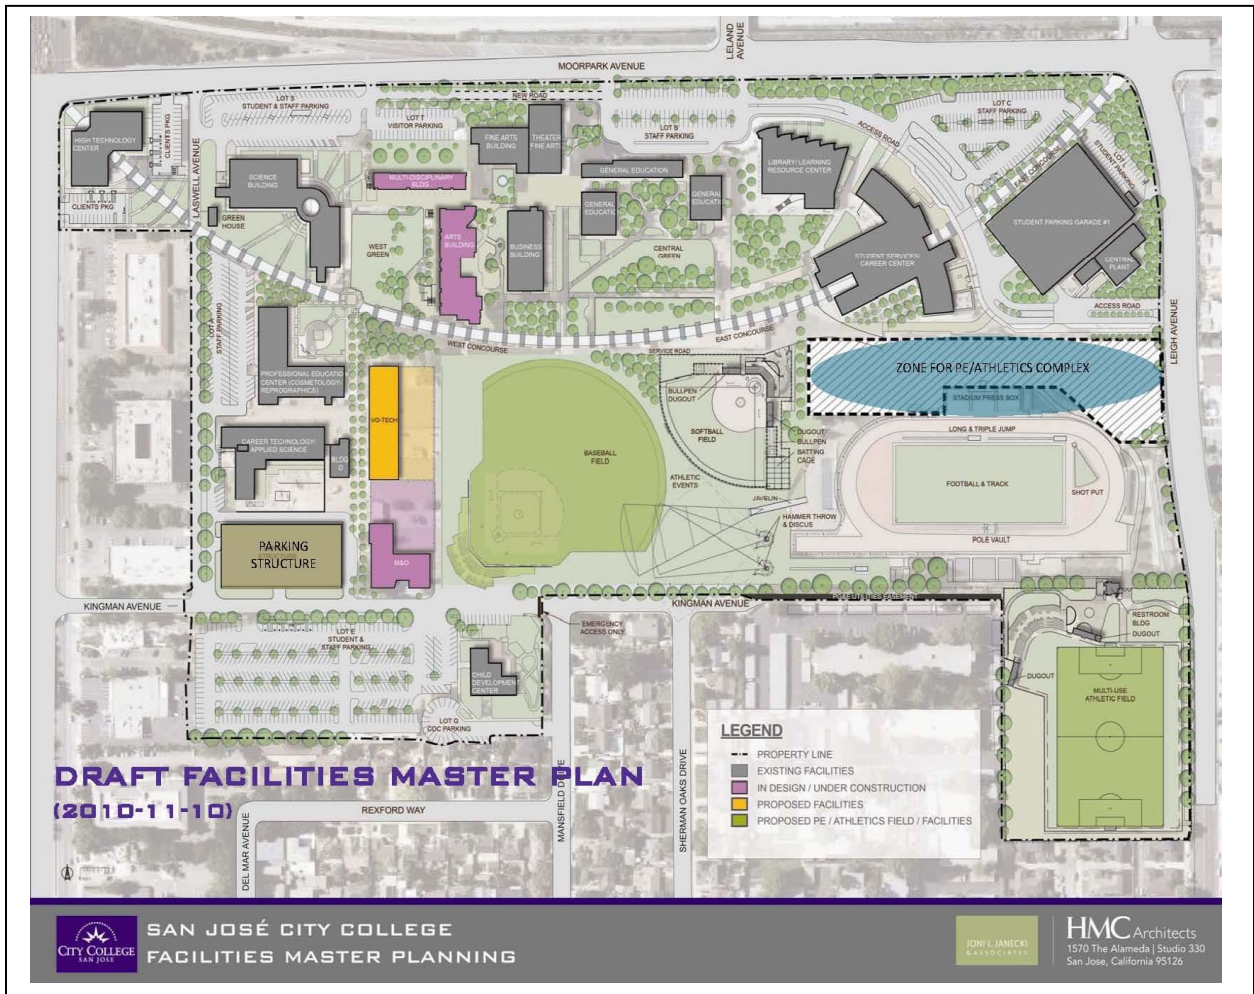 LELAND
AVENUE
MOORPARK AVENUE
NEW ROAD
LOT S
STUDENT & STAFF PARKING
LOT T
VISITOR PARKING
FINE ARTS
BUILDING
THEATER
FINE ARTS
LOT B
STAFF PARKING
ACCESS ROAD
LOT C
STAFF PARKING
HIGH TECHNOLOGY
CENTER
CLIENTS PKG
CLIENTS PKG
LASWELL AVENUE
SCIENCE
BUILDING
GREEN
HOUSE
MULTI-DISCIPLINARY
BLDG.
GENERAL EDUCATION
GENERAL
EDUCATIO
GENERAL
EDUCATI
LIBRARY/LEARNING
RESOURCE CENTER
EAST CONCOURSE
STUDENT PARKING
STUDENT PARKING GARAGE #1
CENTRAL
PLANT
ACCESS ROAD
LEIGH AVENUE
WEST
GREEN
ARTS
BUILDING
BUSINESS
BUILDING
CENTRAL
GREEN
STUDENT SERVICES/
CAREER CENTER
LOT A
STAFF PARKING
WEST CONCOURSE
EAST CONCOURSE
SERVICE ROAD
PROFESSIONAL EDUCATION
CENTER (COSMETOLOGY/
REPROGRAPHICS)
VO-TECH
BULLPEN
DUGOUT
SOFTBALL
FIELD
DUGOUT
BULLPEN
BATTING
CAGE
ZONE FOR PE/ATHLETICS COMPLEX
STADIUM PRESS BOX
LONG & TRIPLE JUMP
CAREER TECHNOLOGY/
APPLIED SCIENCE
BLDG
D
BASEBALL
FIELD
ATHLETIC
EVENTS
JAVELIN
HAMMER THROW
& DISCUS
FOOTBALL & TRACK
SHOT PUT
POLE VAULT
PARKING
STRUCTURE
M&O
KINGMAN AVENUE
KINGMAN AVENUE
PG&E UTILITIES EASEMENT
EMERGENCY
ACCESS ONLY
LOT E
STUDENT &
STAFF PARKING
CHILD
DEVELOPMENT
CENTER
LOT G
CDC PARKING
RESTROOM
BLDG
DUGOUT
DUGOUT
MULTI-USE
ATHLETIC FIELD
LEGEND
PROPERTY LINE
EXISTING FACILITIES
IN DESIGN / UNDER CONSTRUCTION
PROPOSED FACILITIES
PROPOSED PE / ATHLETICS FIELD / FACILITIES
DRAFT FACILITIES MASTER PLAN
(2010-11-10)
REXFORD WAY
DEL MAR AVENUE
MANSFIELD DRIVE
SHERMAN OAKS DRIVE
CITY COLLEGE
SAN JOSE
SAN JOSÉ CITY COLLEGE
FACILITIES MASTER PLANNING
JONI L. JANECKI
& ASSOCIATES
HMC Architects
1570 The Alameda | Studio 330
San Jose, California 95126